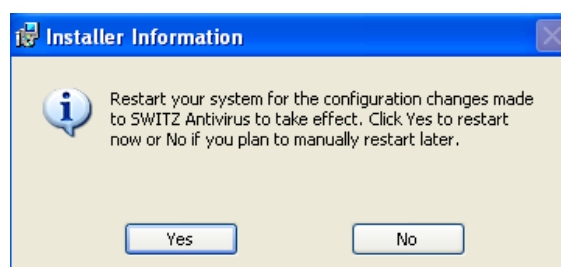 Installer Information
Restart your system for the configuration changes made
to SWITZ Antivirus to take effect. Click Yes to restart
now or No if you plan to manually restart later.
Yes
No